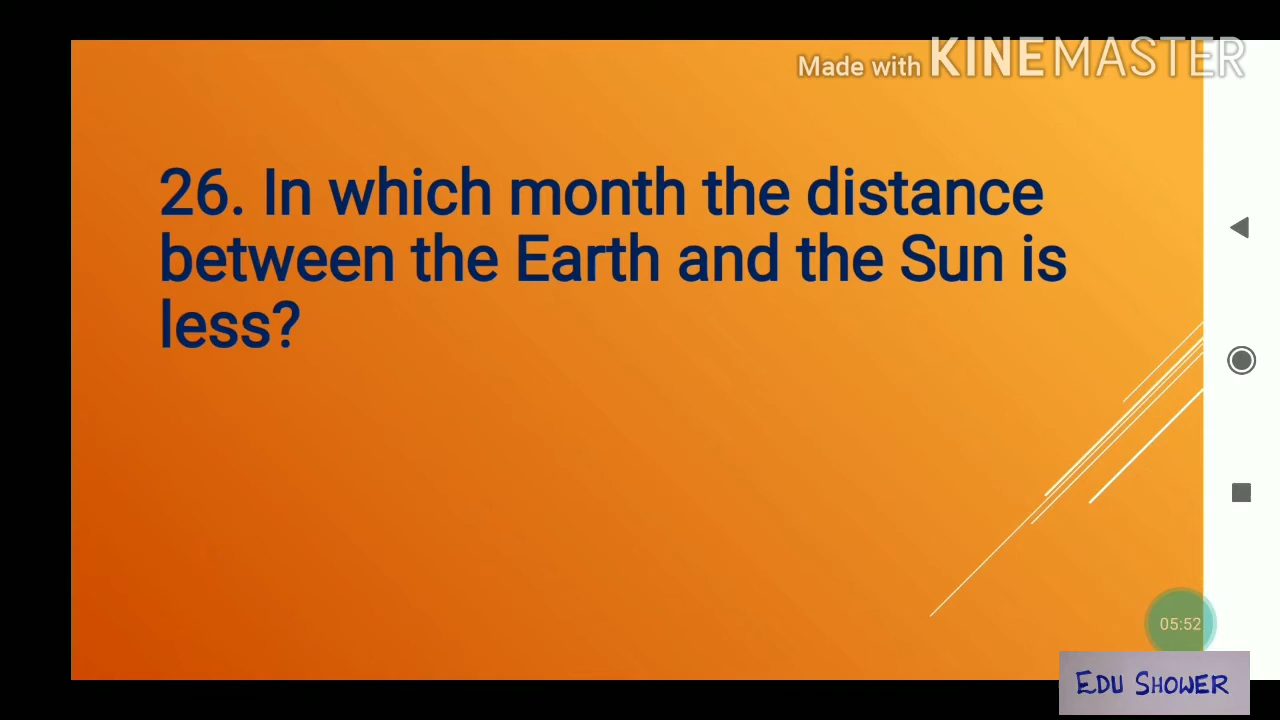 Made with KINEMASTER
26. In which month the distance
between the Earth and the Sun is
less?
05:52
EDU SHOWER